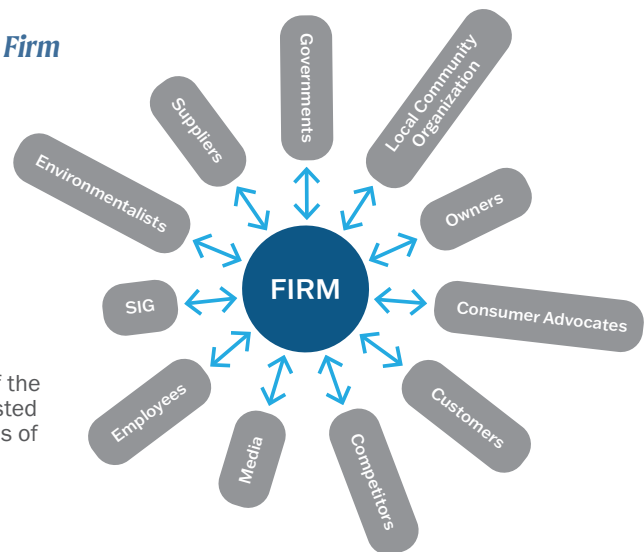 Firm
Governments
Local Community
Organization
Suppliers
Owners
Environmentalists
FIRM
SIG
Consumer Advocates
Employees
Customers
Media
Competitors
the
sted
s of